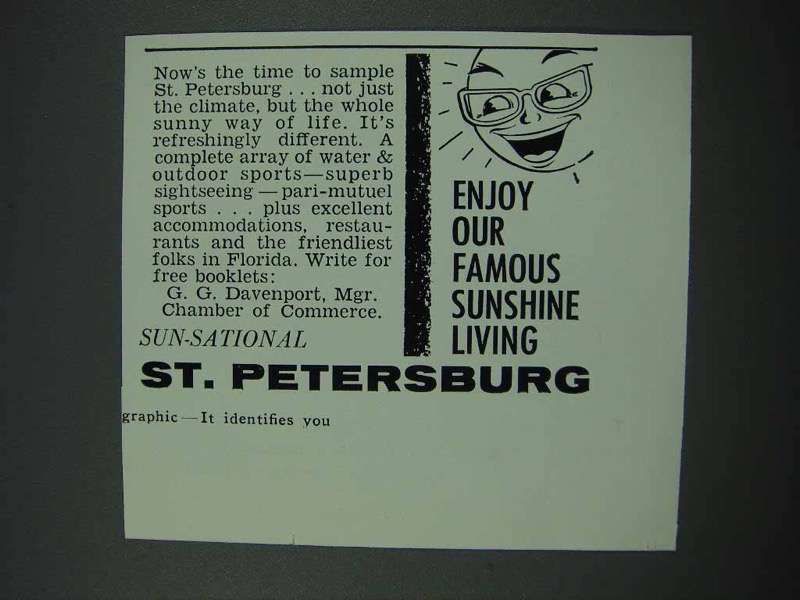 Now's the time to sample
St. Petersburg . . . not just
the climate, but the whole
sunny way of life. It's
refreshingly different. A
complete array of water &
outdoor sports—superb
sightseeing — pari-mutuel
sports . . . plus excellent
accommodations, restau-
rants and the friendliest
folks in Florida. Write for
free booklets:
G. G. Davenport, Mgr.
Chamber of Commerce.
ENJOY
OUR
FAMOUS
SUNSHINE
LIVING
SUN-SATIONAL
ST. PETERSBURG
graphic—It identifies you